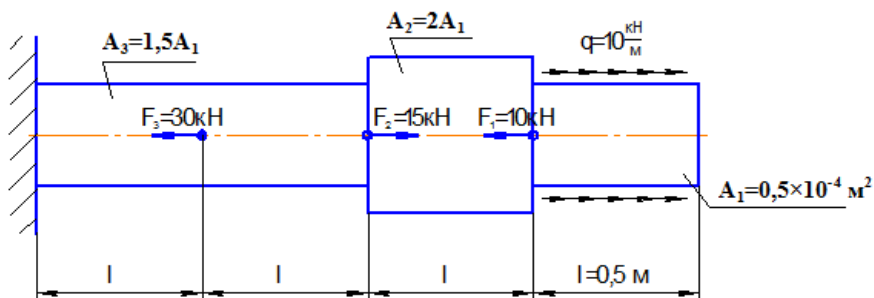 A₃=1,5A₁
A₂=2A₁
q=10 кН/м
F₃=30кН
F₂=15кН
F₁=10кН
A₁=0,5×10⁻⁴ м²
l
l
l
l=0,5 м